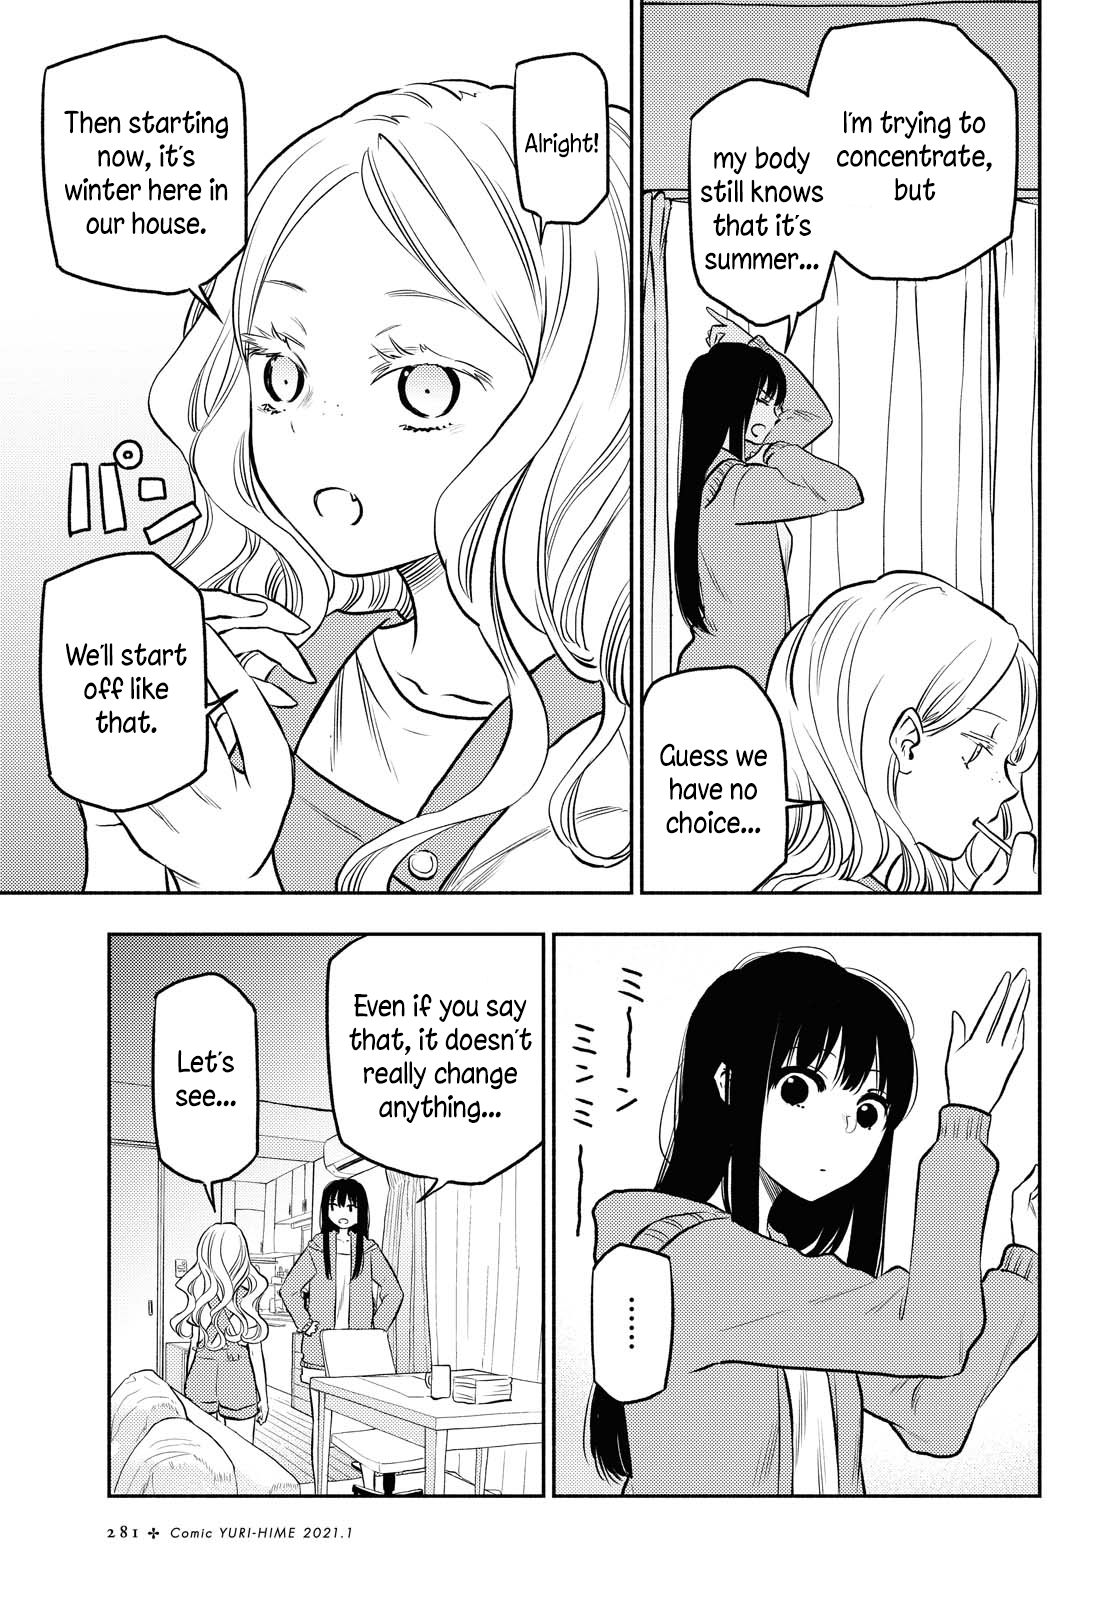 I'm trying to
concentrate,
but
my body
still knows
that it's
summer...
Guess we
have no
choice...
Alright!
Then starting
now, it's
winter here in
our house.
パン
We'll start
off like
that.
ミーーン
ミンミン
ミーー
......
Even if you say
that, it doesn't
really change
anything...
Let's
see...
281 ✣ Comic YURI-HIME 2021.1